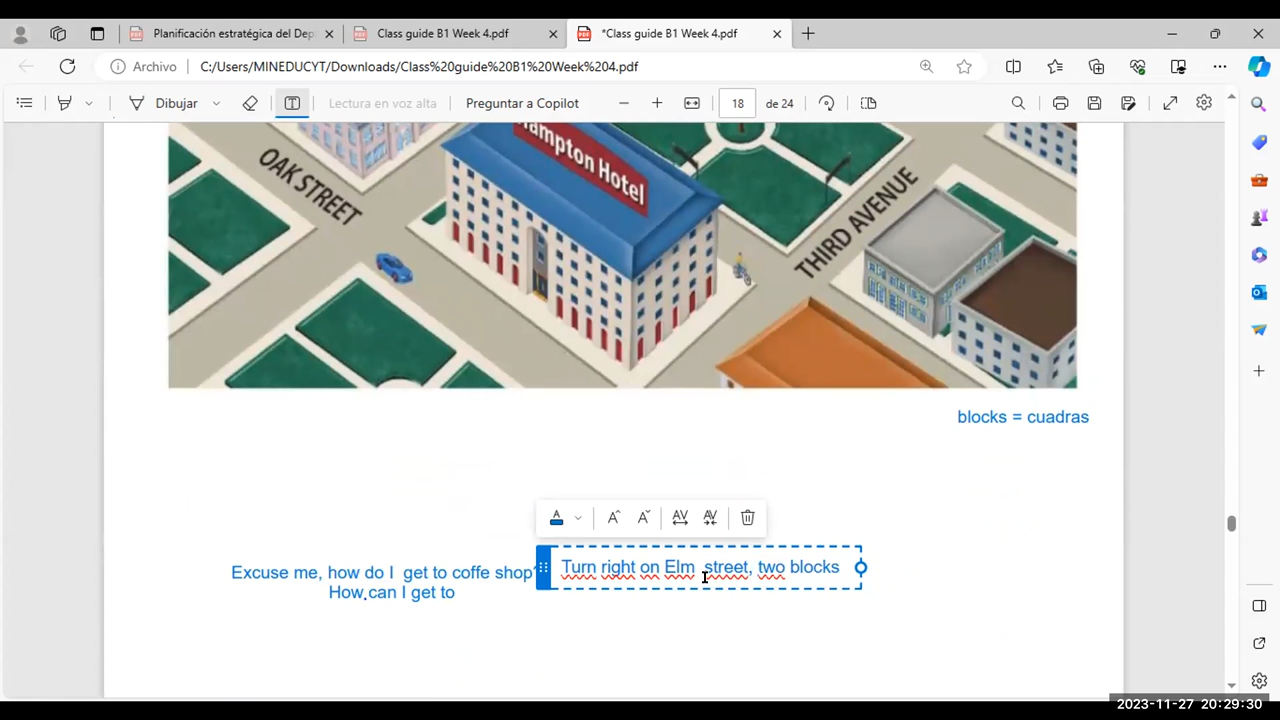 Planificación estratégica del Dep
Class guide B1 Week 4.pdf
*Class guide B1 Week 4.pdf
Archivo
C:/Users/MINEDUCYT/Downloads/Class%20guide%20B1%20Week%204.pdf
Dibujar
Lectura en voz alta
Preguntar a Copilot
18
de 24
Hampton Hotel
OAK STREET
THIRD AVENUE
blocks = cuadras
Turn right on Elm street, two blocks
Excuse me, how do I get to coffe shop
How can I get to
2023-11-27 20:29:30